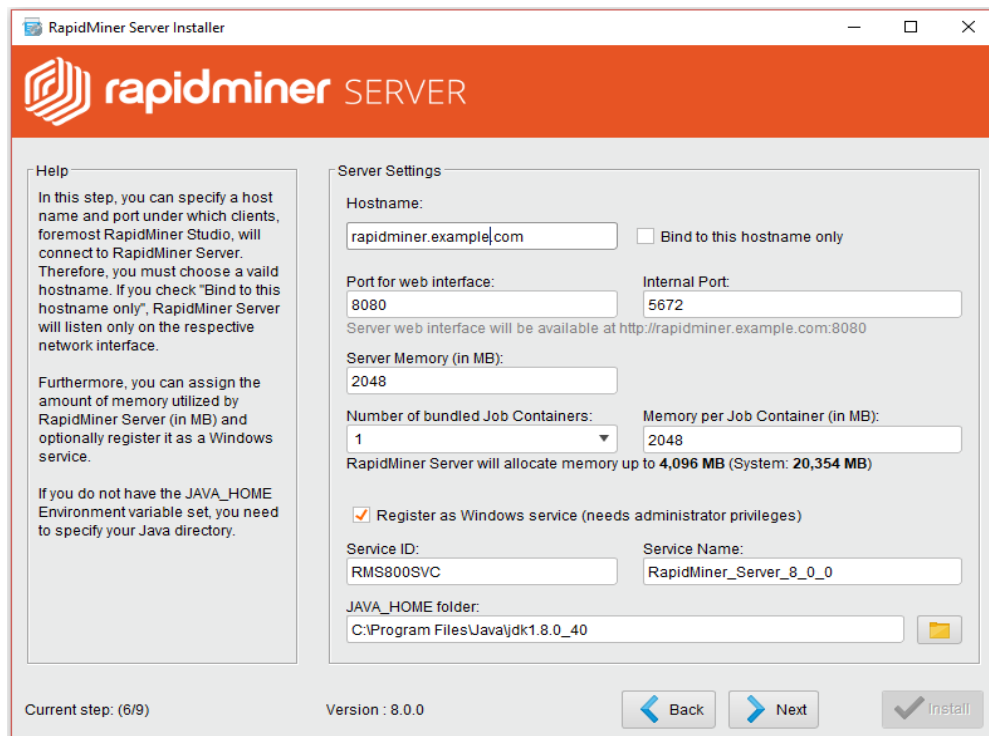 RapidMiner Server Installer
rapidminer SERVER
Help
In this step, you can specify a host
name and port under which clients,
foremost RapidMiner Studio, will
connect to RapidMiner Server.
Therefore, you must choose a vaild
hostname. If you check "Bind to this
hostname only", RapidMiner Server
will listen only on the respective
network interface.
Furthermore, you can assign the
amount of memory utilized by
RapidMiner Server (in MB) and
optionally register it as a Windows
service.
If you do not have the JAVA_HOME
Environment variable set, you need
to specify your Java directory.
Server Settings
Hostname:
rapidminer.example.com
Bind to this hostname only
Port for web interface:
Internal Port:
8080
5672
Server web interface will be available at http://rapidminer.example.com:8080
Server Memory (in MB):
2048
Number of bundled Job Containers:
Memory per Job Container (in MB):
1
2048
RapidMiner Server will allocate memory up to 4,096 MB (System: 20,354 MB)
Register as Windows service (needs administrator privileges)
Service ID:
Service Name:
RMS800SVC
RapidMiner_Server_8_0_0
JAVA_HOME folder:
C:\Program Files\Java\jdk1.8.0_40
Current step: (6/9)
Version : 8.0.0
Back
Next
Install